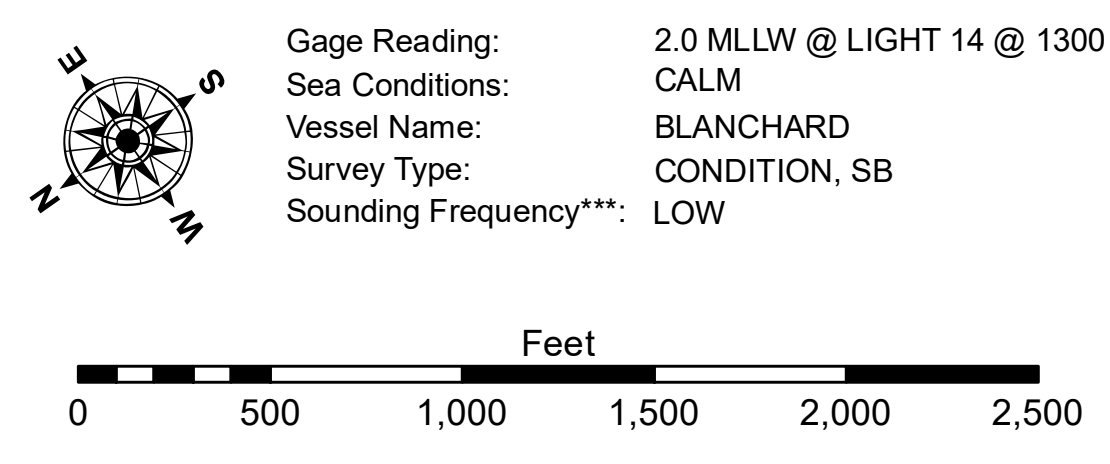 E
S
N
W
Gage Reading: 2.0 MLLW @ LIGHT 14 @ 1300
Sea Conditions: CALM
Vessel Name: BLANCHARD
Survey Type: CONDITION, SB
Sounding Frequency***: LOW
Feet
0 500 1,000 1,500 2,000 2,500